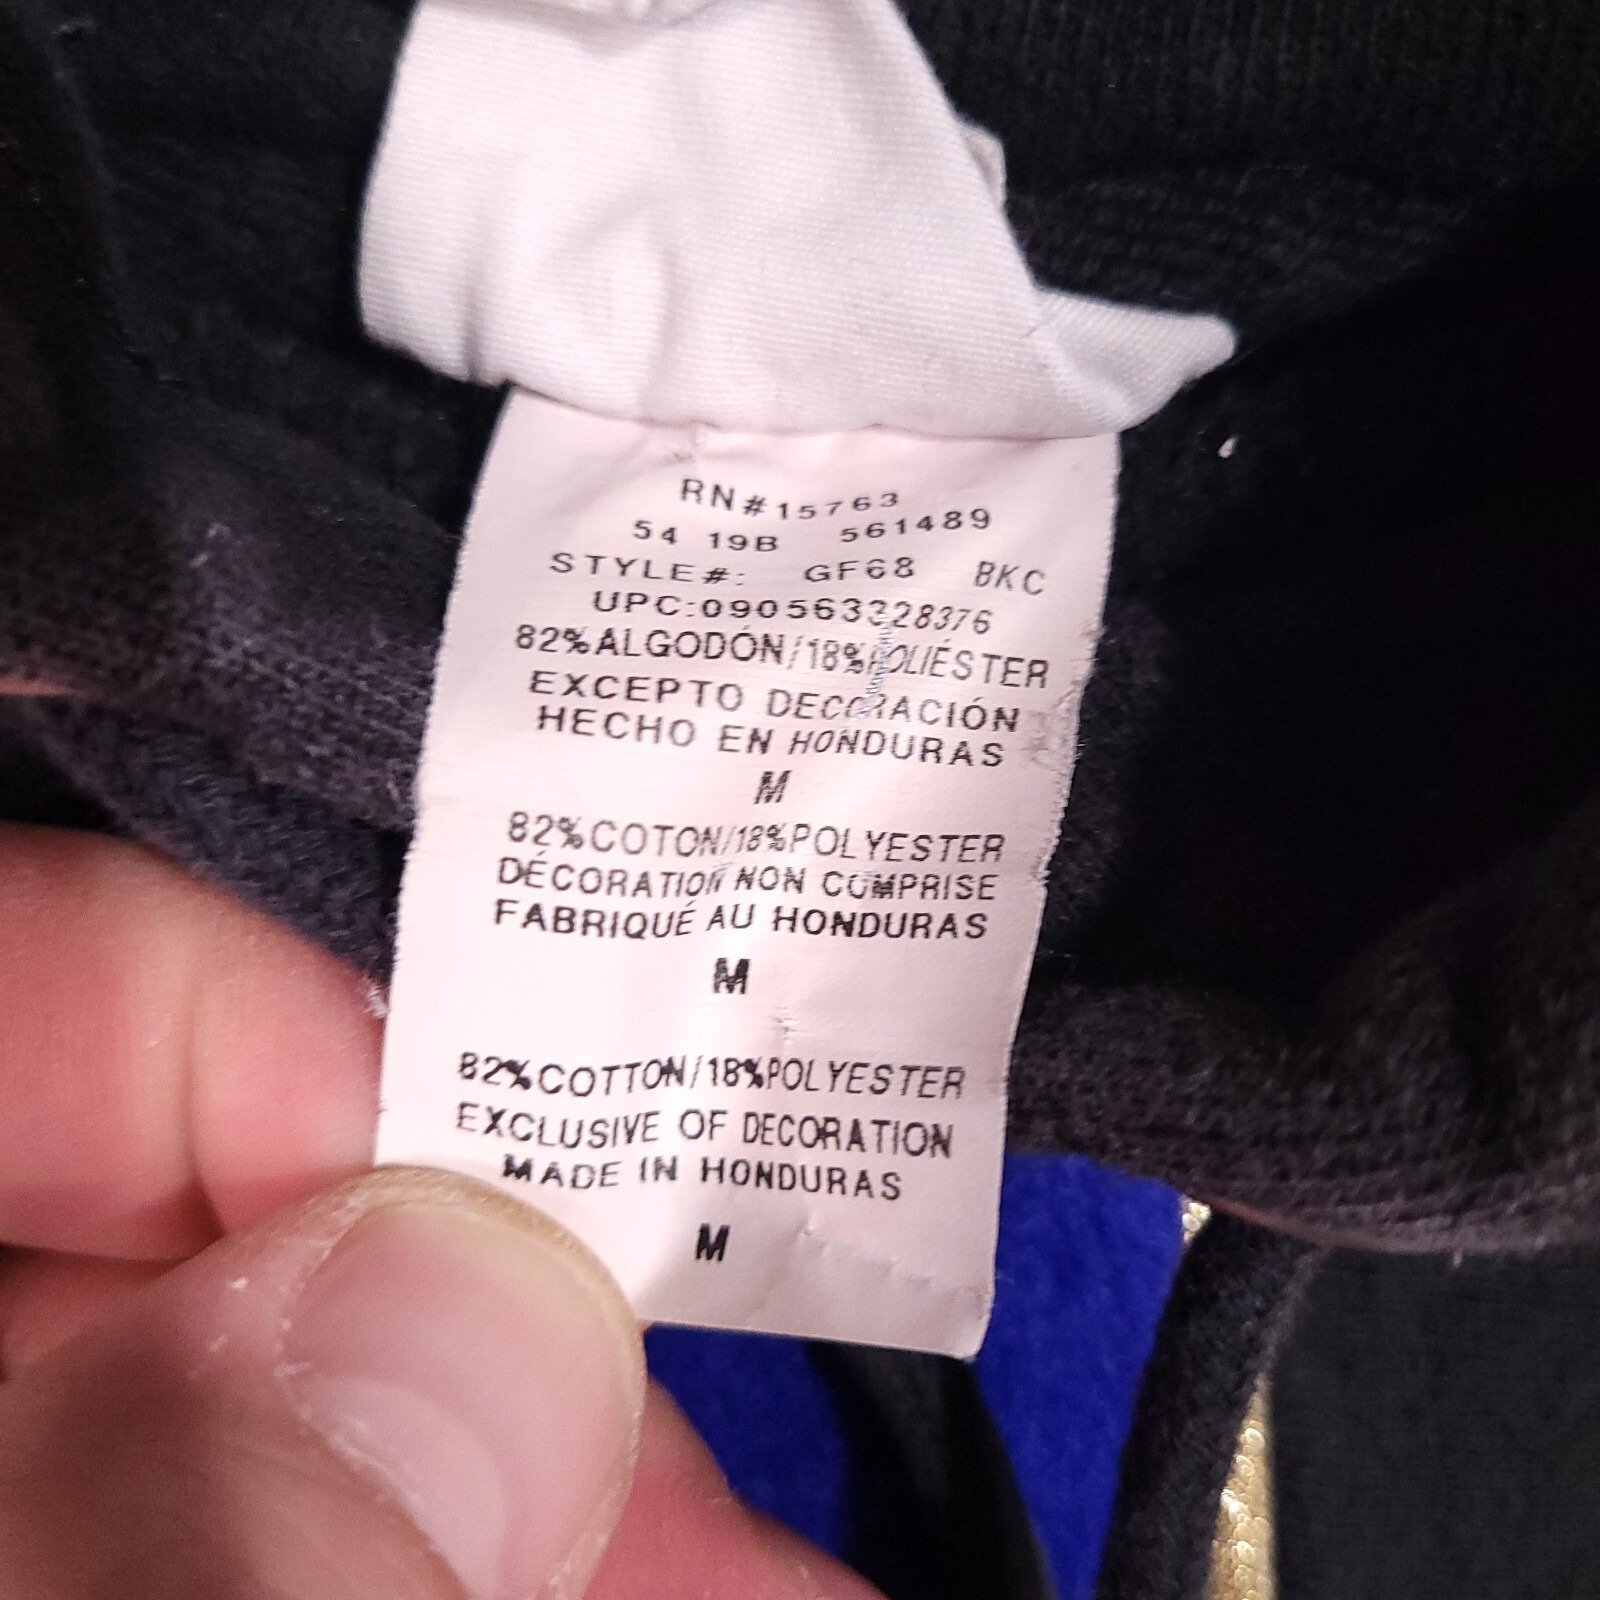 RN#15763
54 19B 561489
STYLE#: GF68 BKC
UPC:090563328376
82%ALGODÓN/18%POLIÉSTER
EXCEPTO DECORACIÓN
HECHO EN HONDURAS
M
82%COTON/18%POLYESTER
DÉCORATION NON COMPRISE
FABRIQUÉ AU HONDURAS
M
82%COTTON/18%POLYESTER
EXCLUSIVE OF DECORATION
MADE IN HONDURAS
M